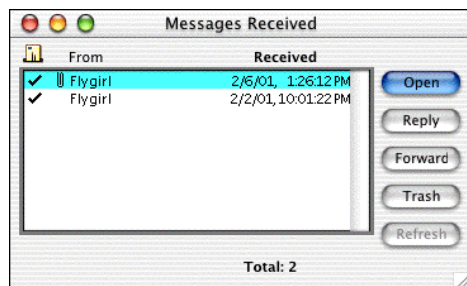 Messages Received
From Received
Flygirl 2/6/01, 1:26:12 PM
Flygirl 2/2/01, 10:01:22 PM
Open
Reply
Forward
Trash
Refresh
Total: 2